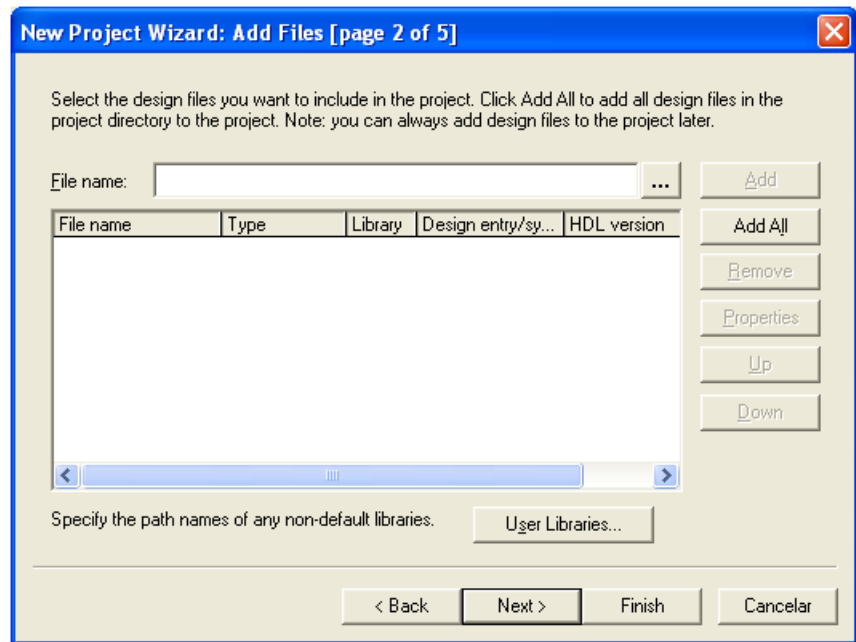 New Project Wizard: Add Files [page 2 of 5]
Select the design files you want to include in the project. Click Add All to add all design files in the
project directory to the project. Note: you can always add design files to the project later.
File name: ... Add
File name Type Library Design entry/sy... HDL version Add All
Remove
Properties
Up
Down
Specify the path names of any non-default libraries. User Libraries...
< Back Next > Finish Cancelar